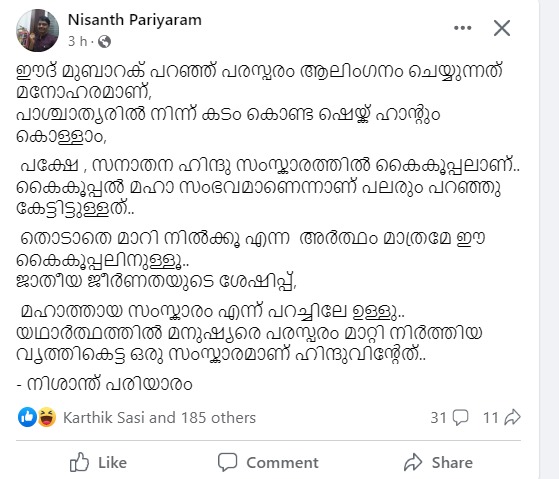 Nisanth Pariyaram
3 h ·
ഈദ് മുബാറക് പറഞ്ഞ് പരസ്പരം ആലിംഗനം ചെയ്യുന്നത്
മനോഹരമാണ്,
പാശ്ചാത്യരിൽ നിന്ന് കടം കൊണ്ട ഷെയ്ക്ക് ഹാന്റും
കൊള്ളാം,
പക്ഷേ , സനാതന ഹിന്ദു സംസ്കാരത്തിൽ കൈകൂപ്പലാണ്..
കൈകൂപ്പൽ മഹാ സംഭവമാണെന്നാണ് പലരും പറഞ്ഞു
കേട്ടിട്ടുള്ളത്..
തൊടാതെ മാറി നിൽക്കൂ എന്ന അർത്ഥം മാത്രമേ ഈ
കൈകൂപ്പലിനുള്ളൂ..
ജാതീയ ജീർണതയുടെ ശേഷിപ്പ്,
മഹാത്തായ സംസ്കാരം എന്ന് പറച്ചിലേ ഉള്ളു..
യഥാർത്ഥത്തിൽ മനുഷ്യരെ പരസ്പരം മാറ്റി നിർത്തിയ
വൃത്തികെട്ട ഒരു സംസ്കാരമാണ് ഹിന്ദുവിന്റേത്..
- നിശാന്ത് പരിയാരം
Karthik Sasi and 185 others
31
11
Like
Comment
Share